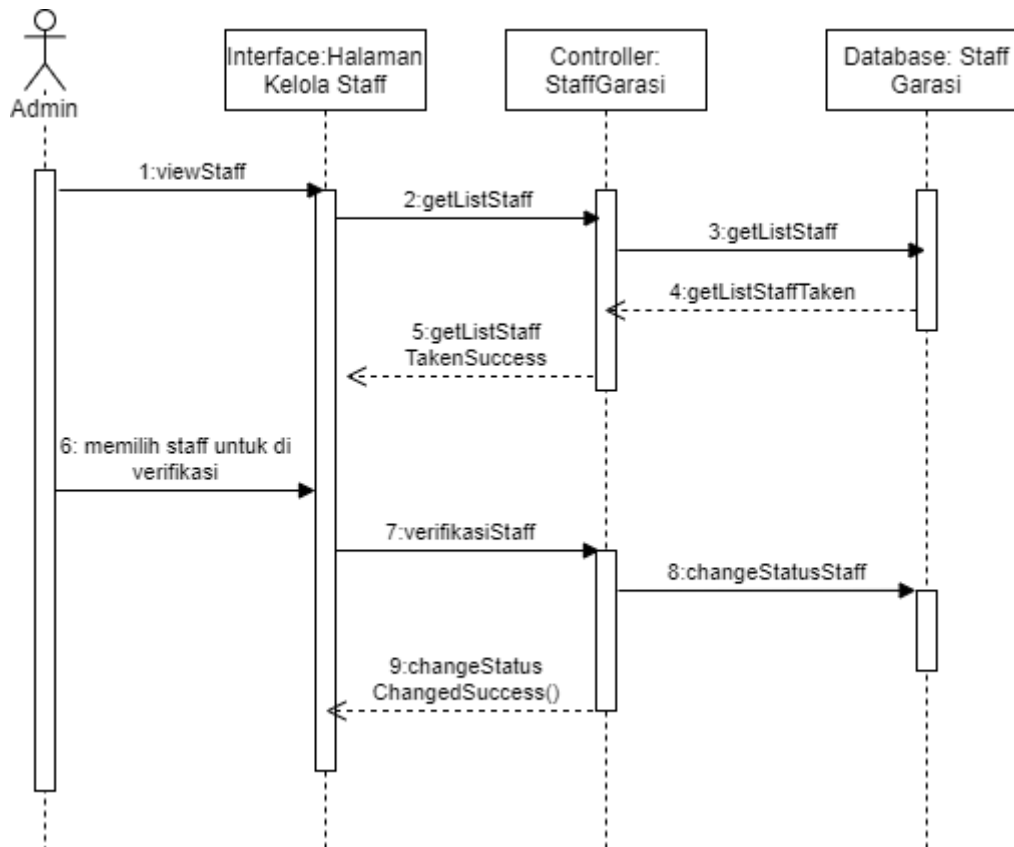 Admin
Interface:Halaman
Kelola Staff
Controller:
StaffGarasi
Database: Staff
Garasi
1:viewStaff
2:getListStaff
3:getListStaff
4:getListStaffTaken
5:getListStaff
TakenSuccess
6: memilih staff untuk di
verifikasi
7:verifikasiStaff
8:changeStatusStaff
9:changeStatus
ChangedSuccess()